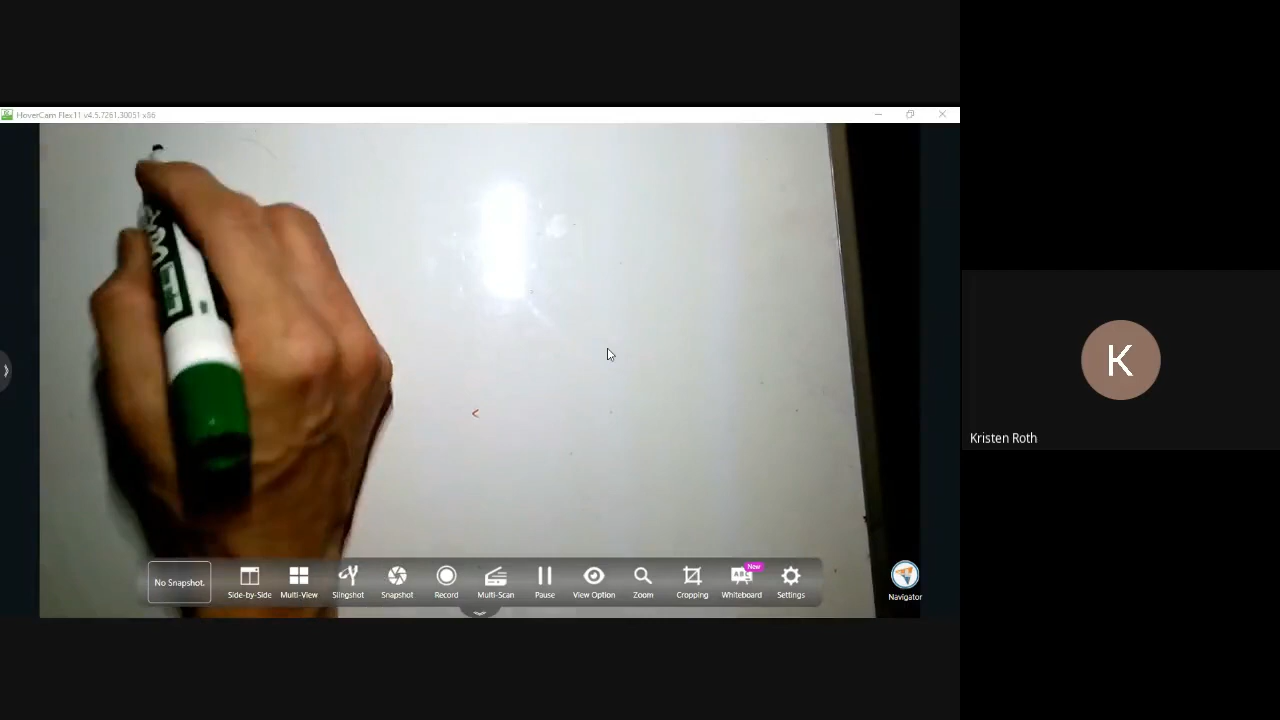 HoverCam Flex11 v4.5,7261,30051 x86
No Snapshot.
Side-by-Side
Multi-View
Slingshot
Snapshot
Record
Multi-Scan
Pause
View Option
Zoom
Cropping
ABC
New
Whiteboard
Settings
Navigator
K
Kristen Roth